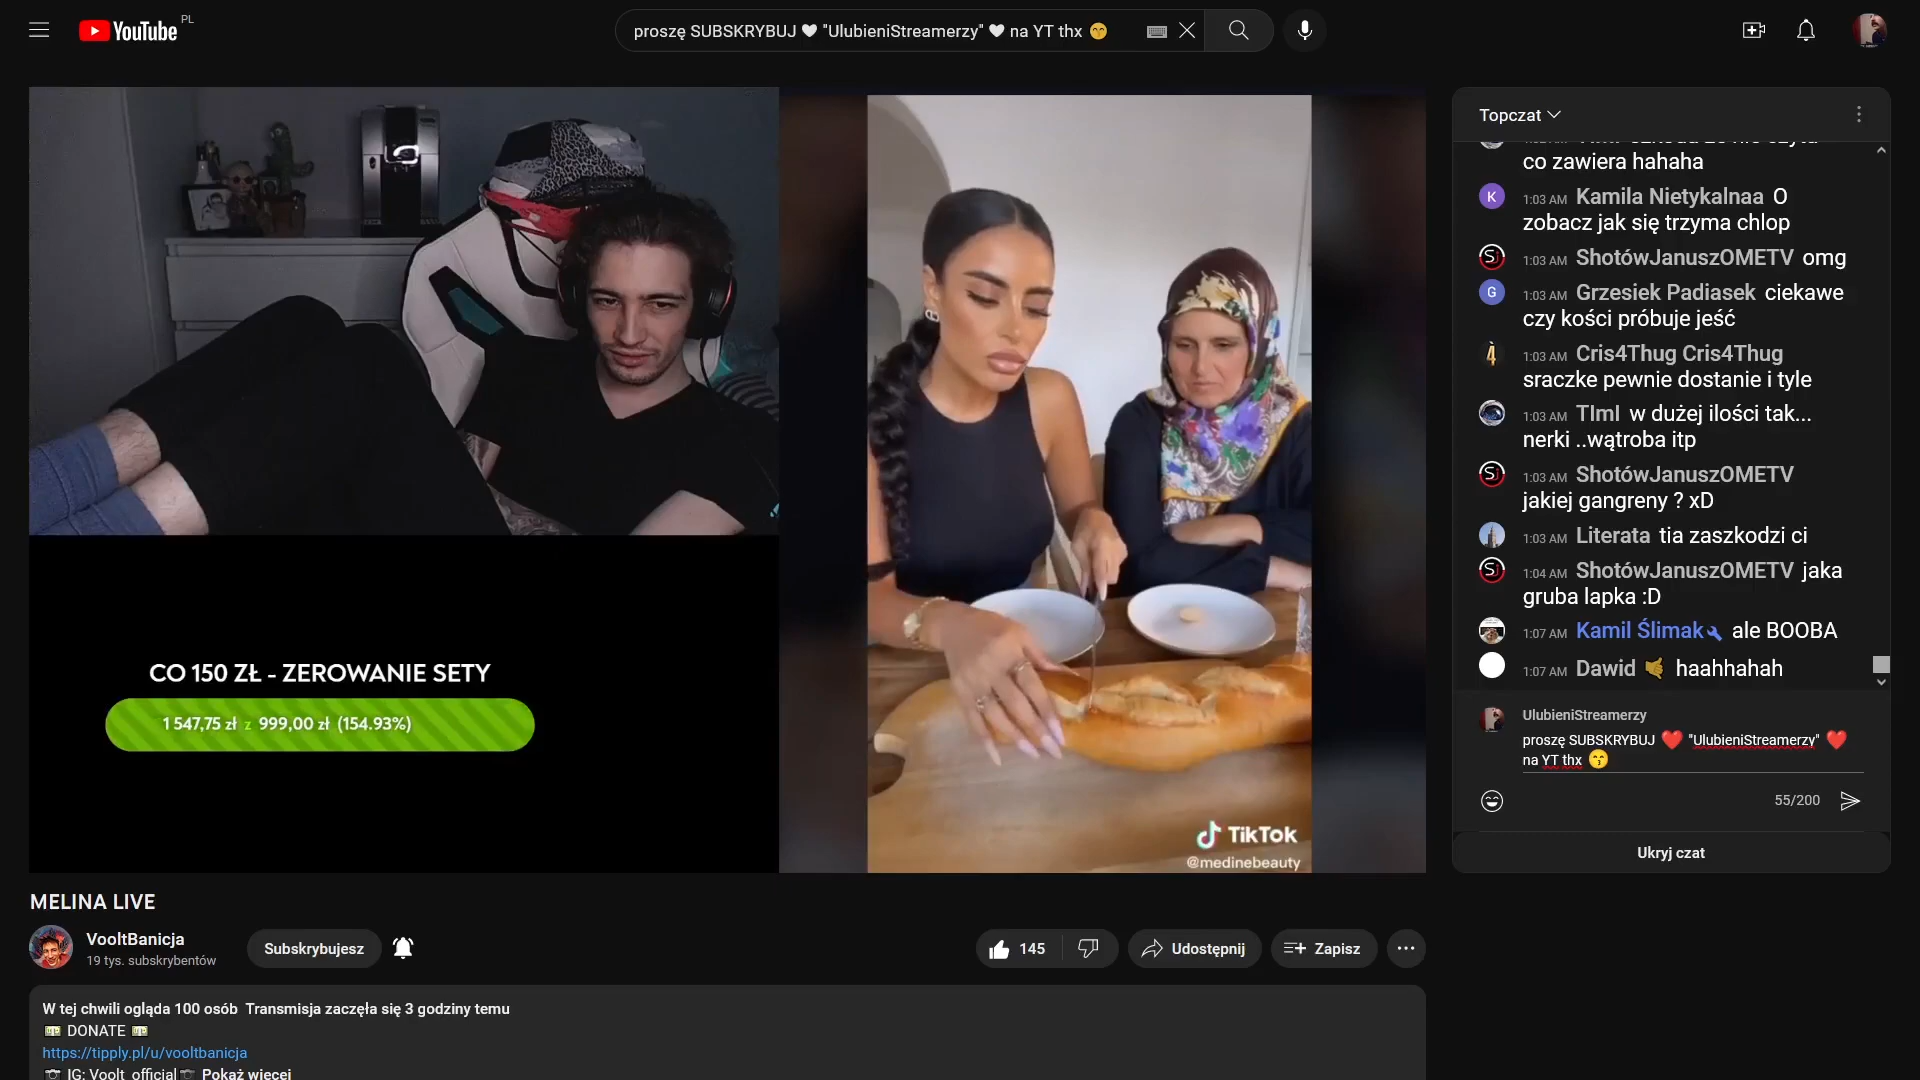 YouTube PL
proszę SUBSKRYBUJ 🤍 "UlubieniStreamerzy" 🤍 na YT thx 😙
TikTok
@medinebeauty
CO 150 ZŁ - ZEROWANIE SETY
1 547,75 zł z 999,00 zł (154.93%)
MELINA LIVE
VooltBanicja
19 tys. subskrybentów
Subskrybujesz
145
Udostępnij
Zapisz
W tej chwili ogląda 100 osób Transmisja zaczęła się 3 godziny temu
💵 DONATE 💵
https://tipply.pl/u/vooltbanicja
📷 IG: Voolt_official📷 Pokaż więcej
Topczat
co zawiera hahaha
K 1:03 AM Kamila Nietykalnaa O
zobacz jak się trzyma chlop
1:03 AM ShotówJanuszOMETV omg
G 1:03 AM Grzesiek Padiasek ciekawe
czy kości próbuje jeść
1:03 AM Cris4Thug Cris4Thug
sraczke pewnie dostanie i tyle
1:03 AM TImI w dużej ilości tak...
nerki ..wątroba itp
1:03 AM ShotówJanuszOMETV
jakiej gangreny ? xD
1:03 AM Literata tia zaszkodzi ci
1:04 AM ShotówJanuszOMETV jaka
gruba lapka :D
1:07 AM Kamil Ślimak ale BOOBA
1:07 AM Dawid 🤙 haahhahah
UlubieniStreamerzy
proszę SUBSKRYBUJ ❤️ "UlubieniStreamerzy" ❤️
na YT thx 😙
55/200
Ukryj czat